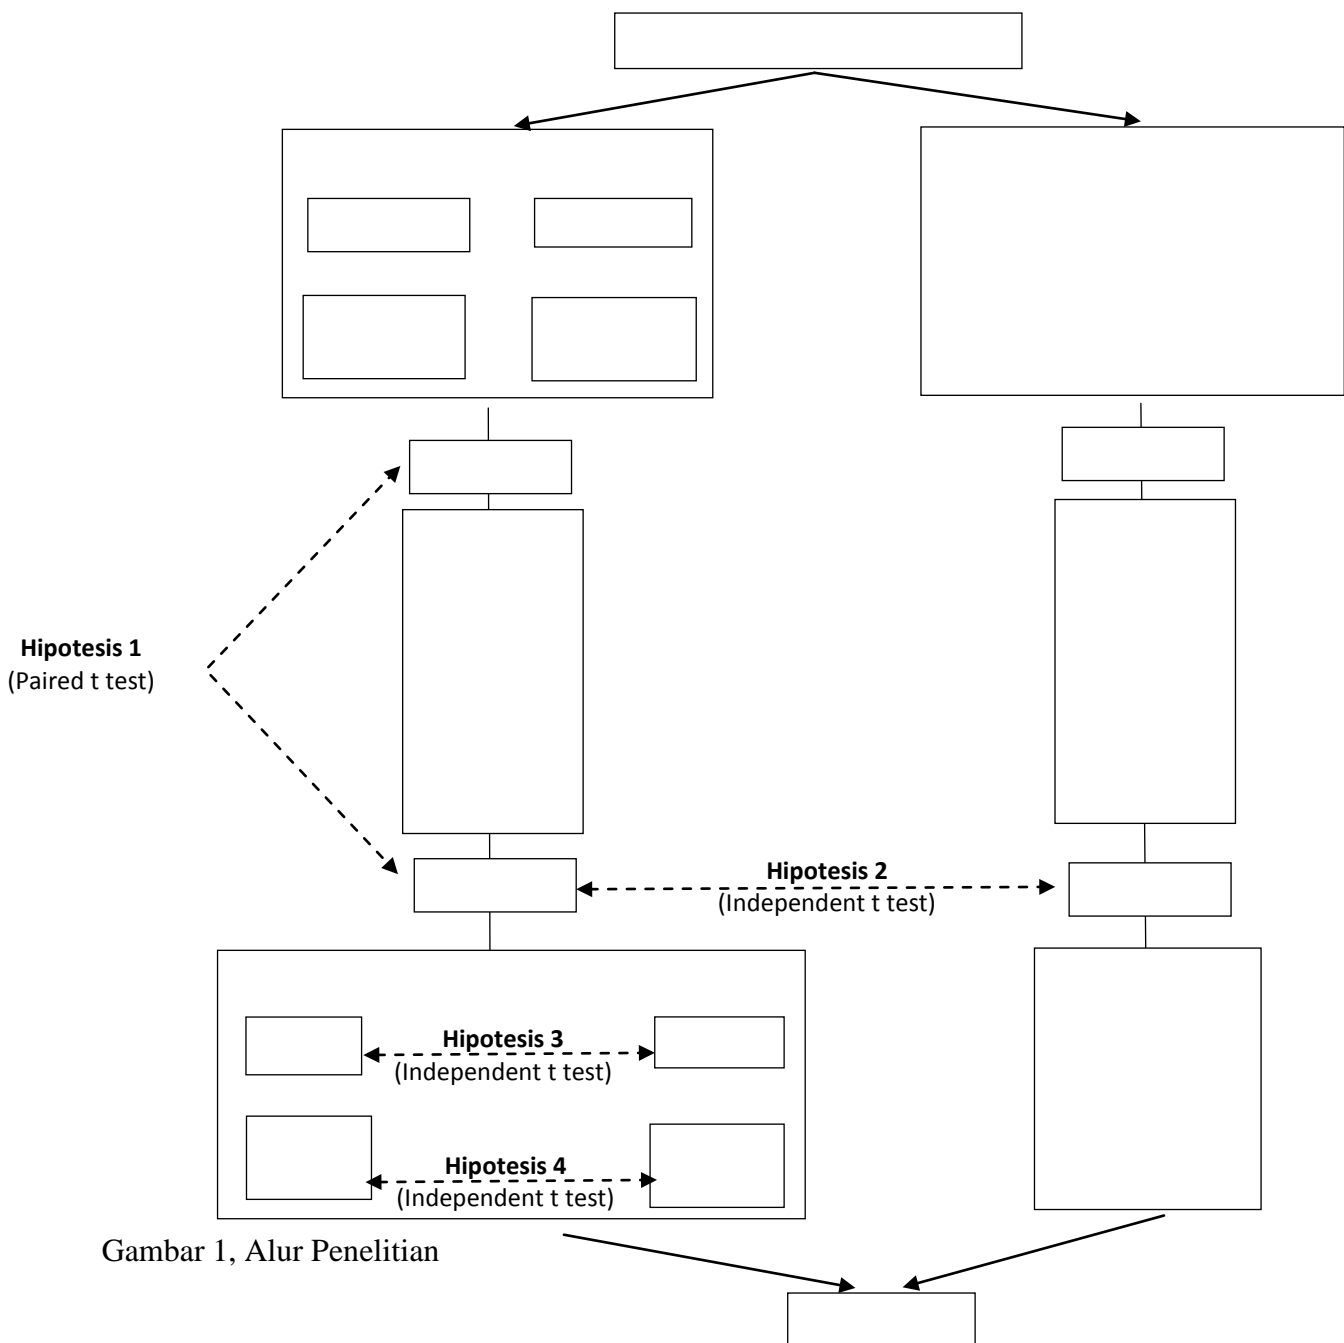 Hipotesis 1
(Paired t test)
Hipotesis 2
(Independent t test)
Hipotesis 3
(Independent t test)
Hipotesis 4
(Independent t test)
Gambar 1, Alur Penelitian